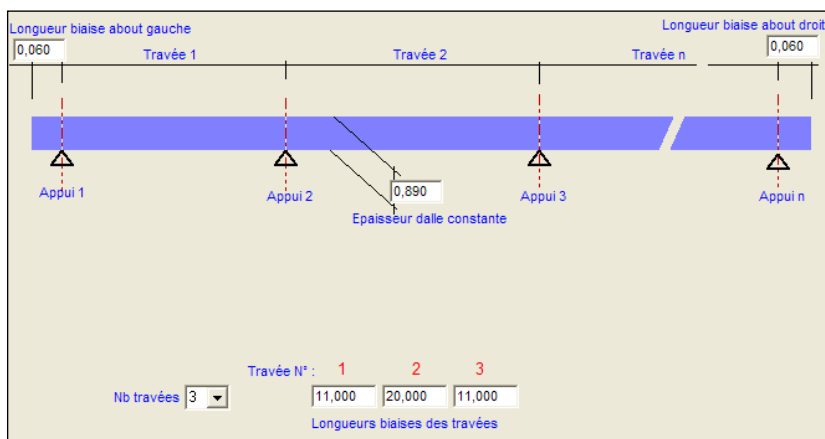 Longueur biaise about gauche
Longueur biaise about droit
0,060
0,060
Travée 1
Travée 2
Travée n
Appui 1
Appui 2
Appui 3
Appui n
0,890
Epaisseur dalle constante
Travée N° : 1 2 3
Nb travées 3
11,000 20,000 11,000
Longueurs biaises des travées